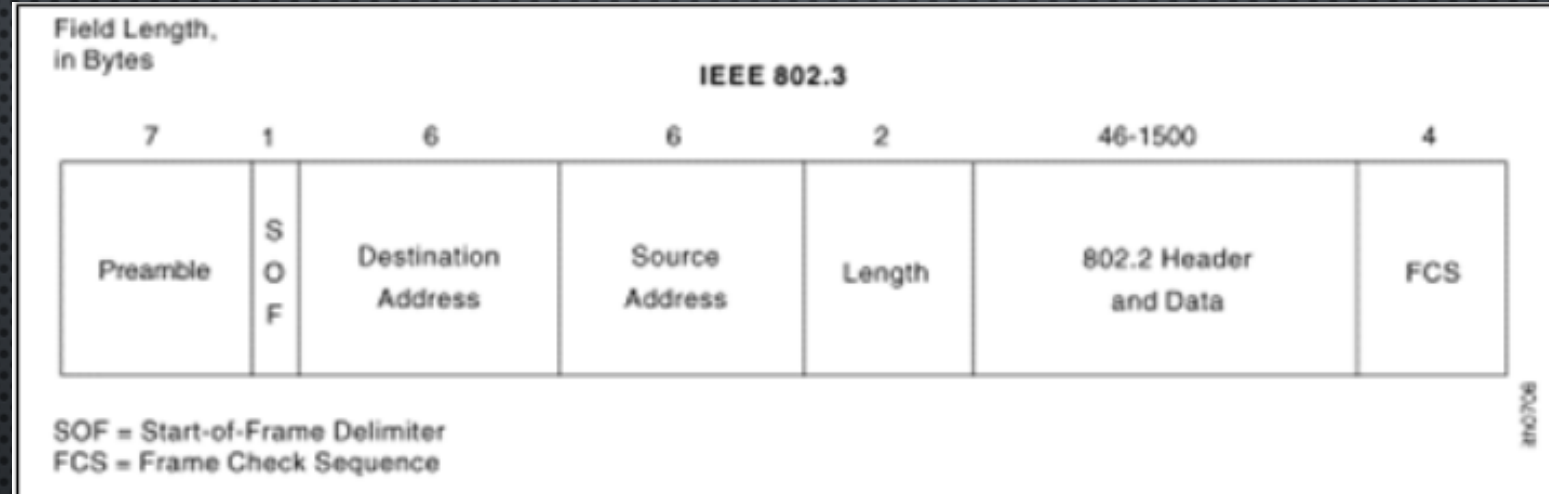 Field Length,
in Bytes
IEEE 802.3
7 1 6 6 2 46-1500 4
Preamble
S
O
F
Destination
Address
Source
Address
Length
802.2 Header
and Data
FCS
SOF = Start-of-Frame Delimiter
FCS = Frame Check Sequence